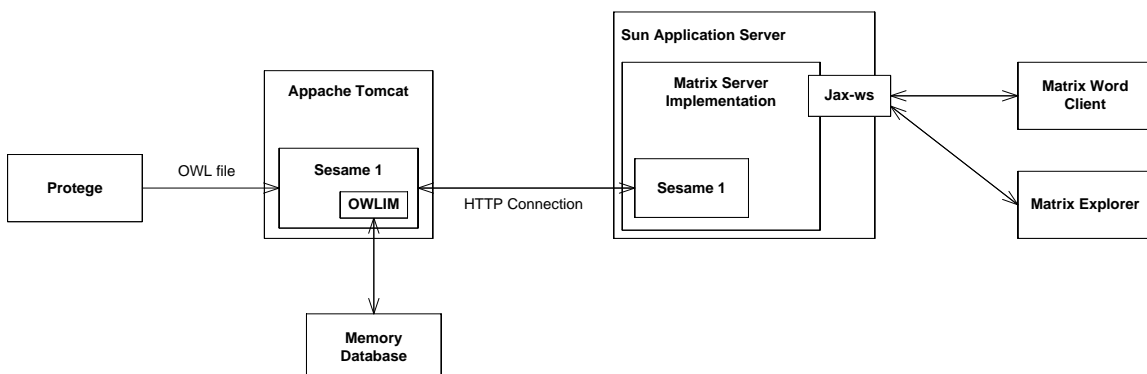 Sun Application Server
Appache Tomcat
Matrix Server
Implementation
Jax-ws
Matrix Word
Client
Protege
OWL file
Sesame 1
OWLIM
HTTP Connection
Sesame 1
Matrix Explorer
Memory
Database